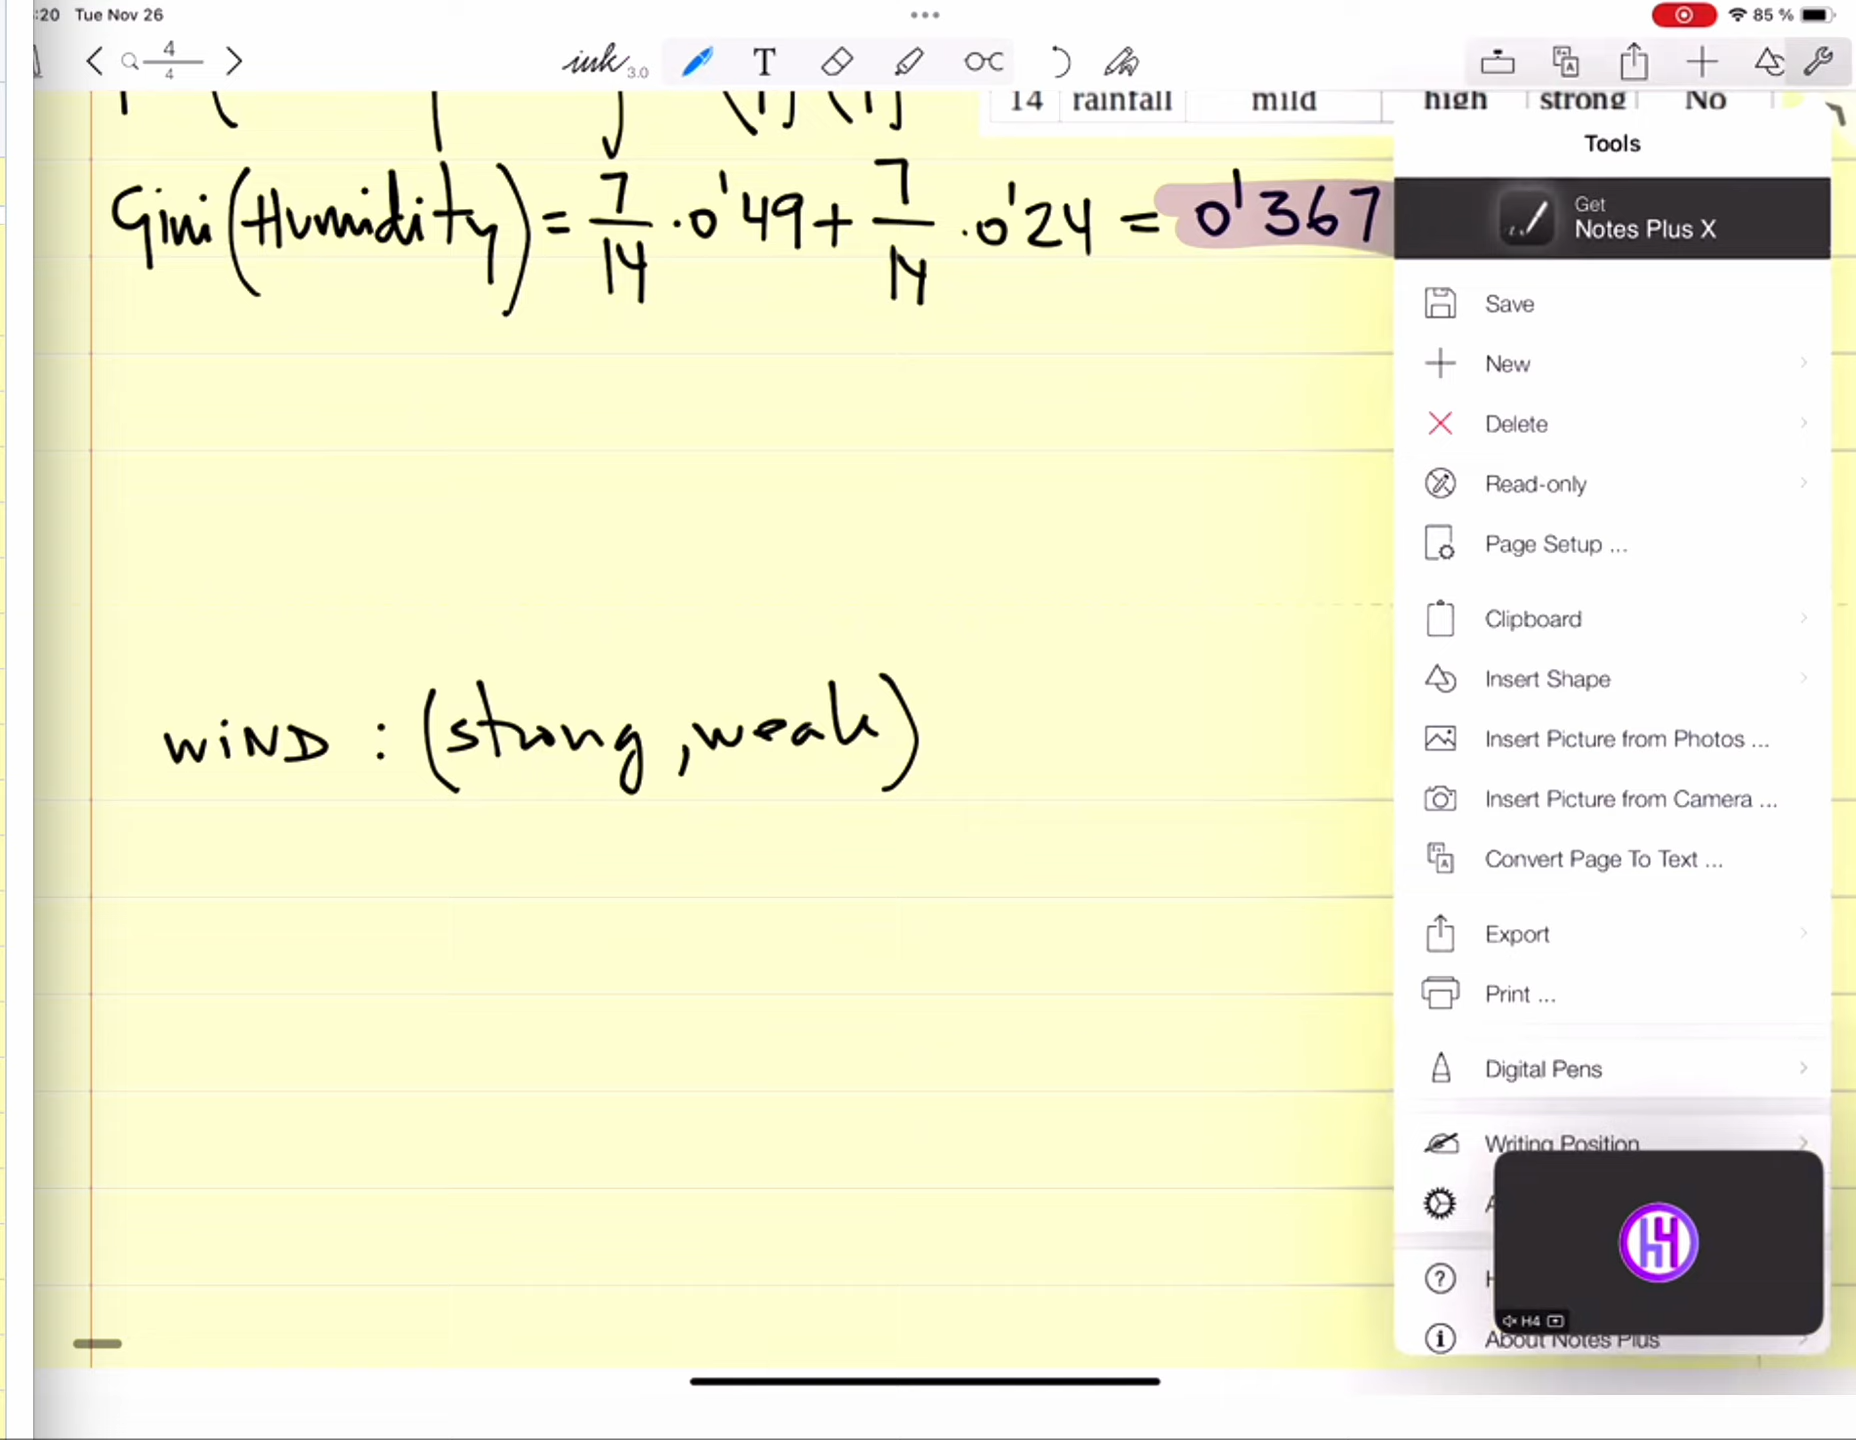 :20 Tue Nov 26
85 %
4
4
ink 3.0
T
14 rainfall mild high strong No
Tools
Get
Notes Plus X
Gini (Humidity) = 7/14 · 0'49 + 7/14 · 0'24 = 0'367
Save
New
Delete
Read-only
Page Setup ...
Clipboard
Insert Shape
WIND : (strong, weak)
Insert Picture from Photos ...
Insert Picture from Camera ...
Convert Page To Text ...
Export
Print ...
Digital Pens
Writing Position
H4
About Notes Plus